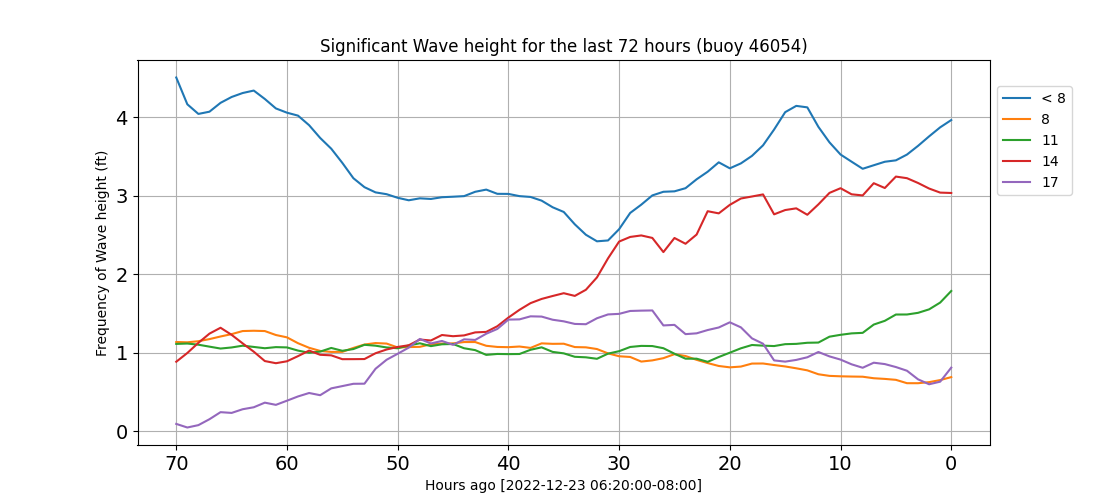 Significant Wave height for the last 72 hours (buoy 46054)
Frequency of Wave height (ft)
4
3
2
1
0
70 60 50 40 30 20 10 0
Hours ago [2022-12-23 06:20:00-08:00]
< 8
8
11
14
17